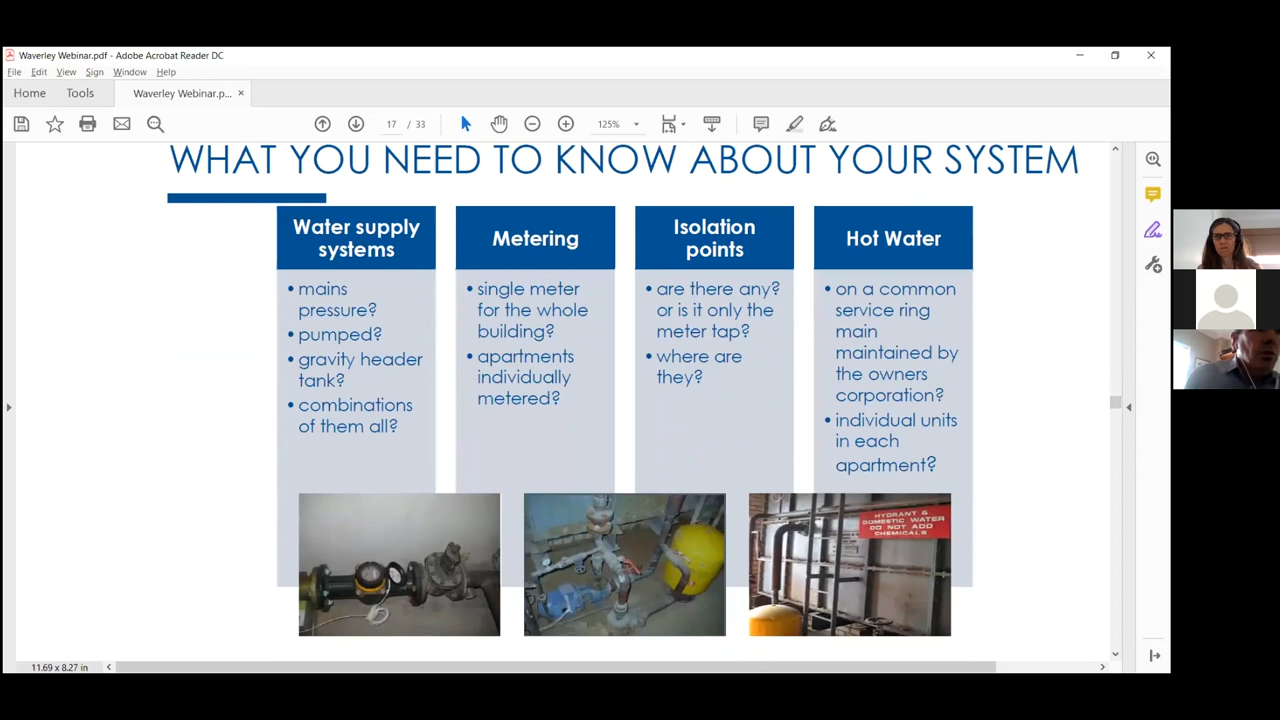 Waverley Webinar.pdf - Adobe Acrobat Reader DC
File Edit View Sign Window Help
Home Tools Waverley Webinar.p... ×
17 / 33 125%
WHAT YOU NEED TO KNOW ABOUT YOUR SYSTEM
Water supply
systems
• mains
pressure?
• pumped?
• gravity header
tank?
• combinations
of them all?
Metering
• single meter
for the whole
building?
• apartments
individually
metered?
Isolation
points
• are there any?
or is it only the
meter tap?
• where are
they?
Hot Water
• on a common
service ring
main
maintained by
the owners
corporation?
• individual units
in each
apartment?
HYDRANT &
DOMESTIC WATER
DO NOT ADD
CHEMICALS
11.69 x 8.27 in